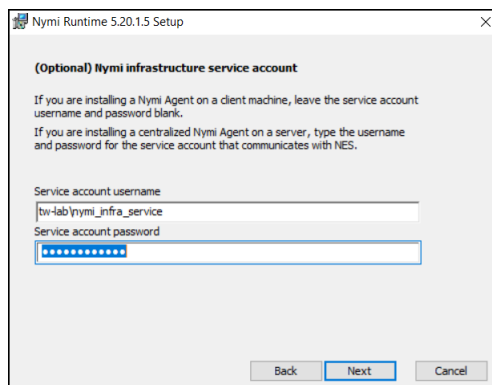 Nymi Runtime 5.20.1.5 Setup
(Optional) Nymi infrastructure service account
If you are installing a Nymi Agent on a client machine, leave the service account
username and password blank.
If you are installing a centralized Nymi Agent on a server, type the username
and password for the service account that communicates with NES.
Service account username
tw-lab\nymi_infra_service
Service account password
●●●●●●●●●●●●
Back Next Cancel